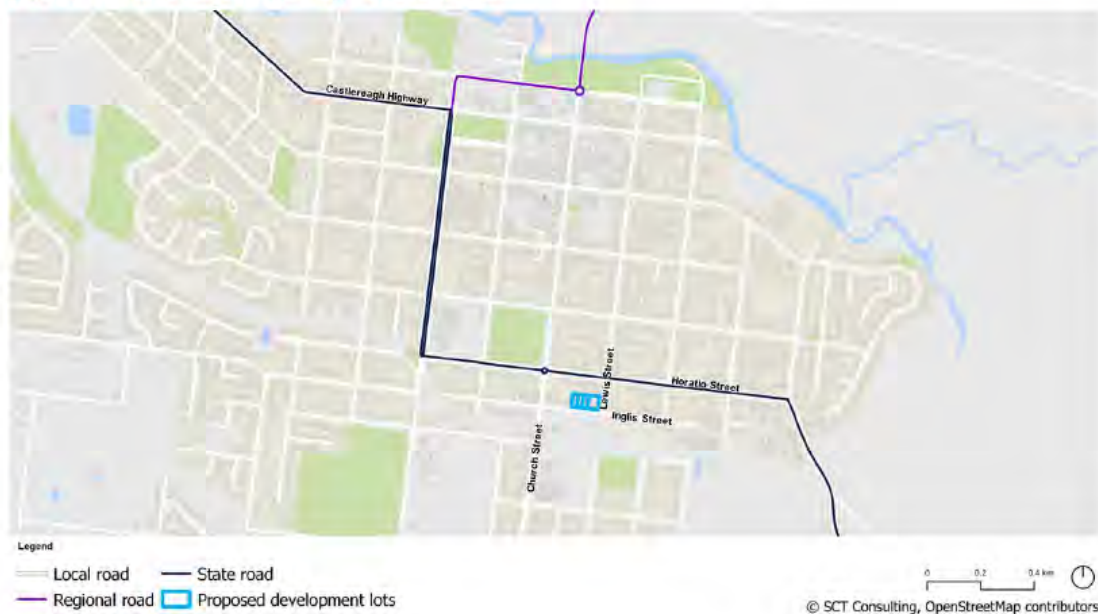 Castlereagh Highway
Lewis Street
Horatio Street
Inglis Street
Church Street
Legend
Local road
State road
Regional road
Proposed development lots
0 0.2 0.4 km
© SCT Consulting, OpenStreetMap contributors